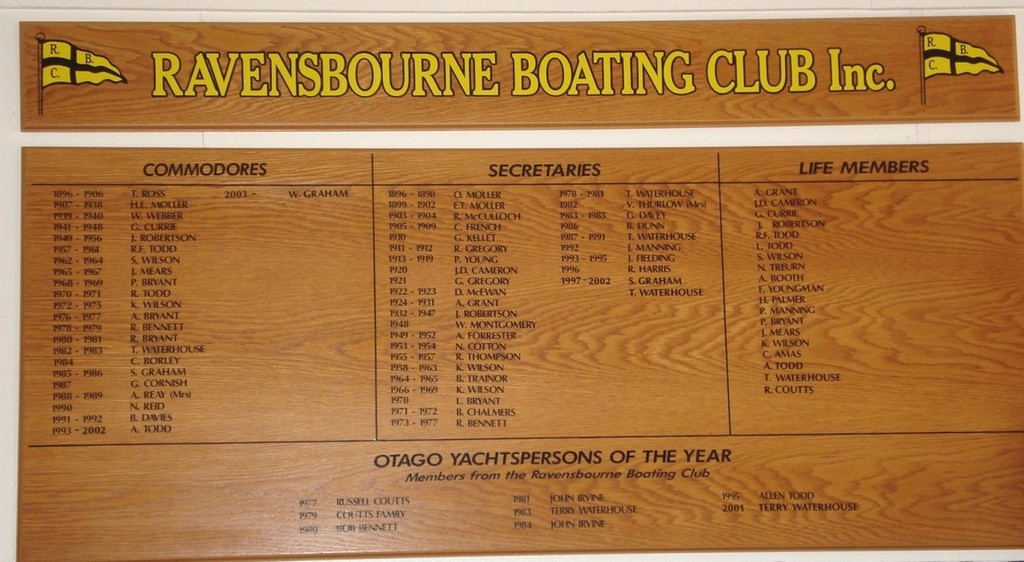 R. B. C.
RAVENSBOURNE BOATING CLUB Inc.
R. B. C.
COMMODORES
1896 - 1906 T. ROSS
1907 - 1938 H.E. MOLLER
1939 - 1940 W. WEBBER
1941 - 1948 G. CURRIE
1949 - 1956 J. ROBERTSON
1957 - 1961 R.F. TODD
1962 - 1964 S. WILSON
1965 - 1967 J. MEARS
1968 - 1969 P. BRYANT
1970 - 1971 R. TODD
1972 - 1975 K. WILSON
1976 - 1977 A. BRYANT
1978 - 1979 R. BENNETT
1980 - 1981 R. BRYANT
1982 - 1983 T. WATERHOUSE
1984 C. BORLEY
1985 - 1986 S. GRAHAM
1987 G. CORNISH
1988 - 1989 A. REAY (Mrs)
1990 N. REID
1991 - 1992 B. DAVIES
1993 - 2002 A. TODD
2003 - W. GRAHAM
SECRETARIES
1896 - 1898 O. MOLLER
1899 - 1902 E.T. MOLLER
1903 - 1904 R. McCULLOCH
1905 - 1909 C. FRENCH
1910 G. KELLET
1911 - 1912 R. GREGORY
1913 - 1919 P. YOUNG
1920 J.D. CAMERON
1921 G. GREGORY
1922 - 1923 D. McEWAN
1924 - 1931 A. GRANT
1932 - 1947 J. ROBERTSON
1948 W. MONTGOMERY
1949 - 1952 A. FORRESTER
1953 - 1954 N. COTTON
1955 - 1957 R. THOMPSON
1958 - 1963 K. WILSON
1964 - 1965 B. TRAINOR
1966 - 1969 K. WILSON
1970 L. BRYANT
1971 - 1972 B. CHALMERS
1973 - 1977 R. BENNETT
1978 - 1981 T. WATERHOUSE
1982 V. THURLOW (Mrs)
1983 - 1985 G. DAVEY
1986 B. DUNN
1987 - 1991 T. WATERHOUSE
1992 J. MANNING
1993 - 1995 J. FIELDING
1996 R. HARRIS
1997 - 2002 S. GRAHAM
T. WATERHOUSE
LIFE MEMBERS
A. GRANT
J.D. CAMERON
G. CURRIE
J. ROBERTSON
R.F. TODD
L. TODD
S. WILSON
N. TREURN
A. BOOTH
F. YOUNGMAN
H. PALMER
P. MANNING
P. BRYANT
J. MEARS
K. WILSON
C. AMAS
A. TODD
T. WATERHOUSE
R. COUTTS
OTAGO YACHTSPERSONS OF THE YEAR
Members from the Ravensbourne Boating Club
1977 RUSSELL COUTTS
1979 COUTTS FAMILY
1980 BOB BENNETT
1981 JOHN IRVINE
1983 TERRY WATERHOUSE
1984 JOHN IRVINE
1995 ALLEN TODD
2001 TERRY WATERHOUSE